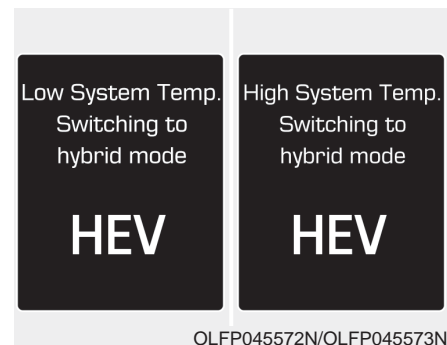 Low System Temp.
Switching to
hybrid mode
HEV
High System Temp.
Switching to
hybrid mode
HEV
OLFP045572N/OLFP045573N